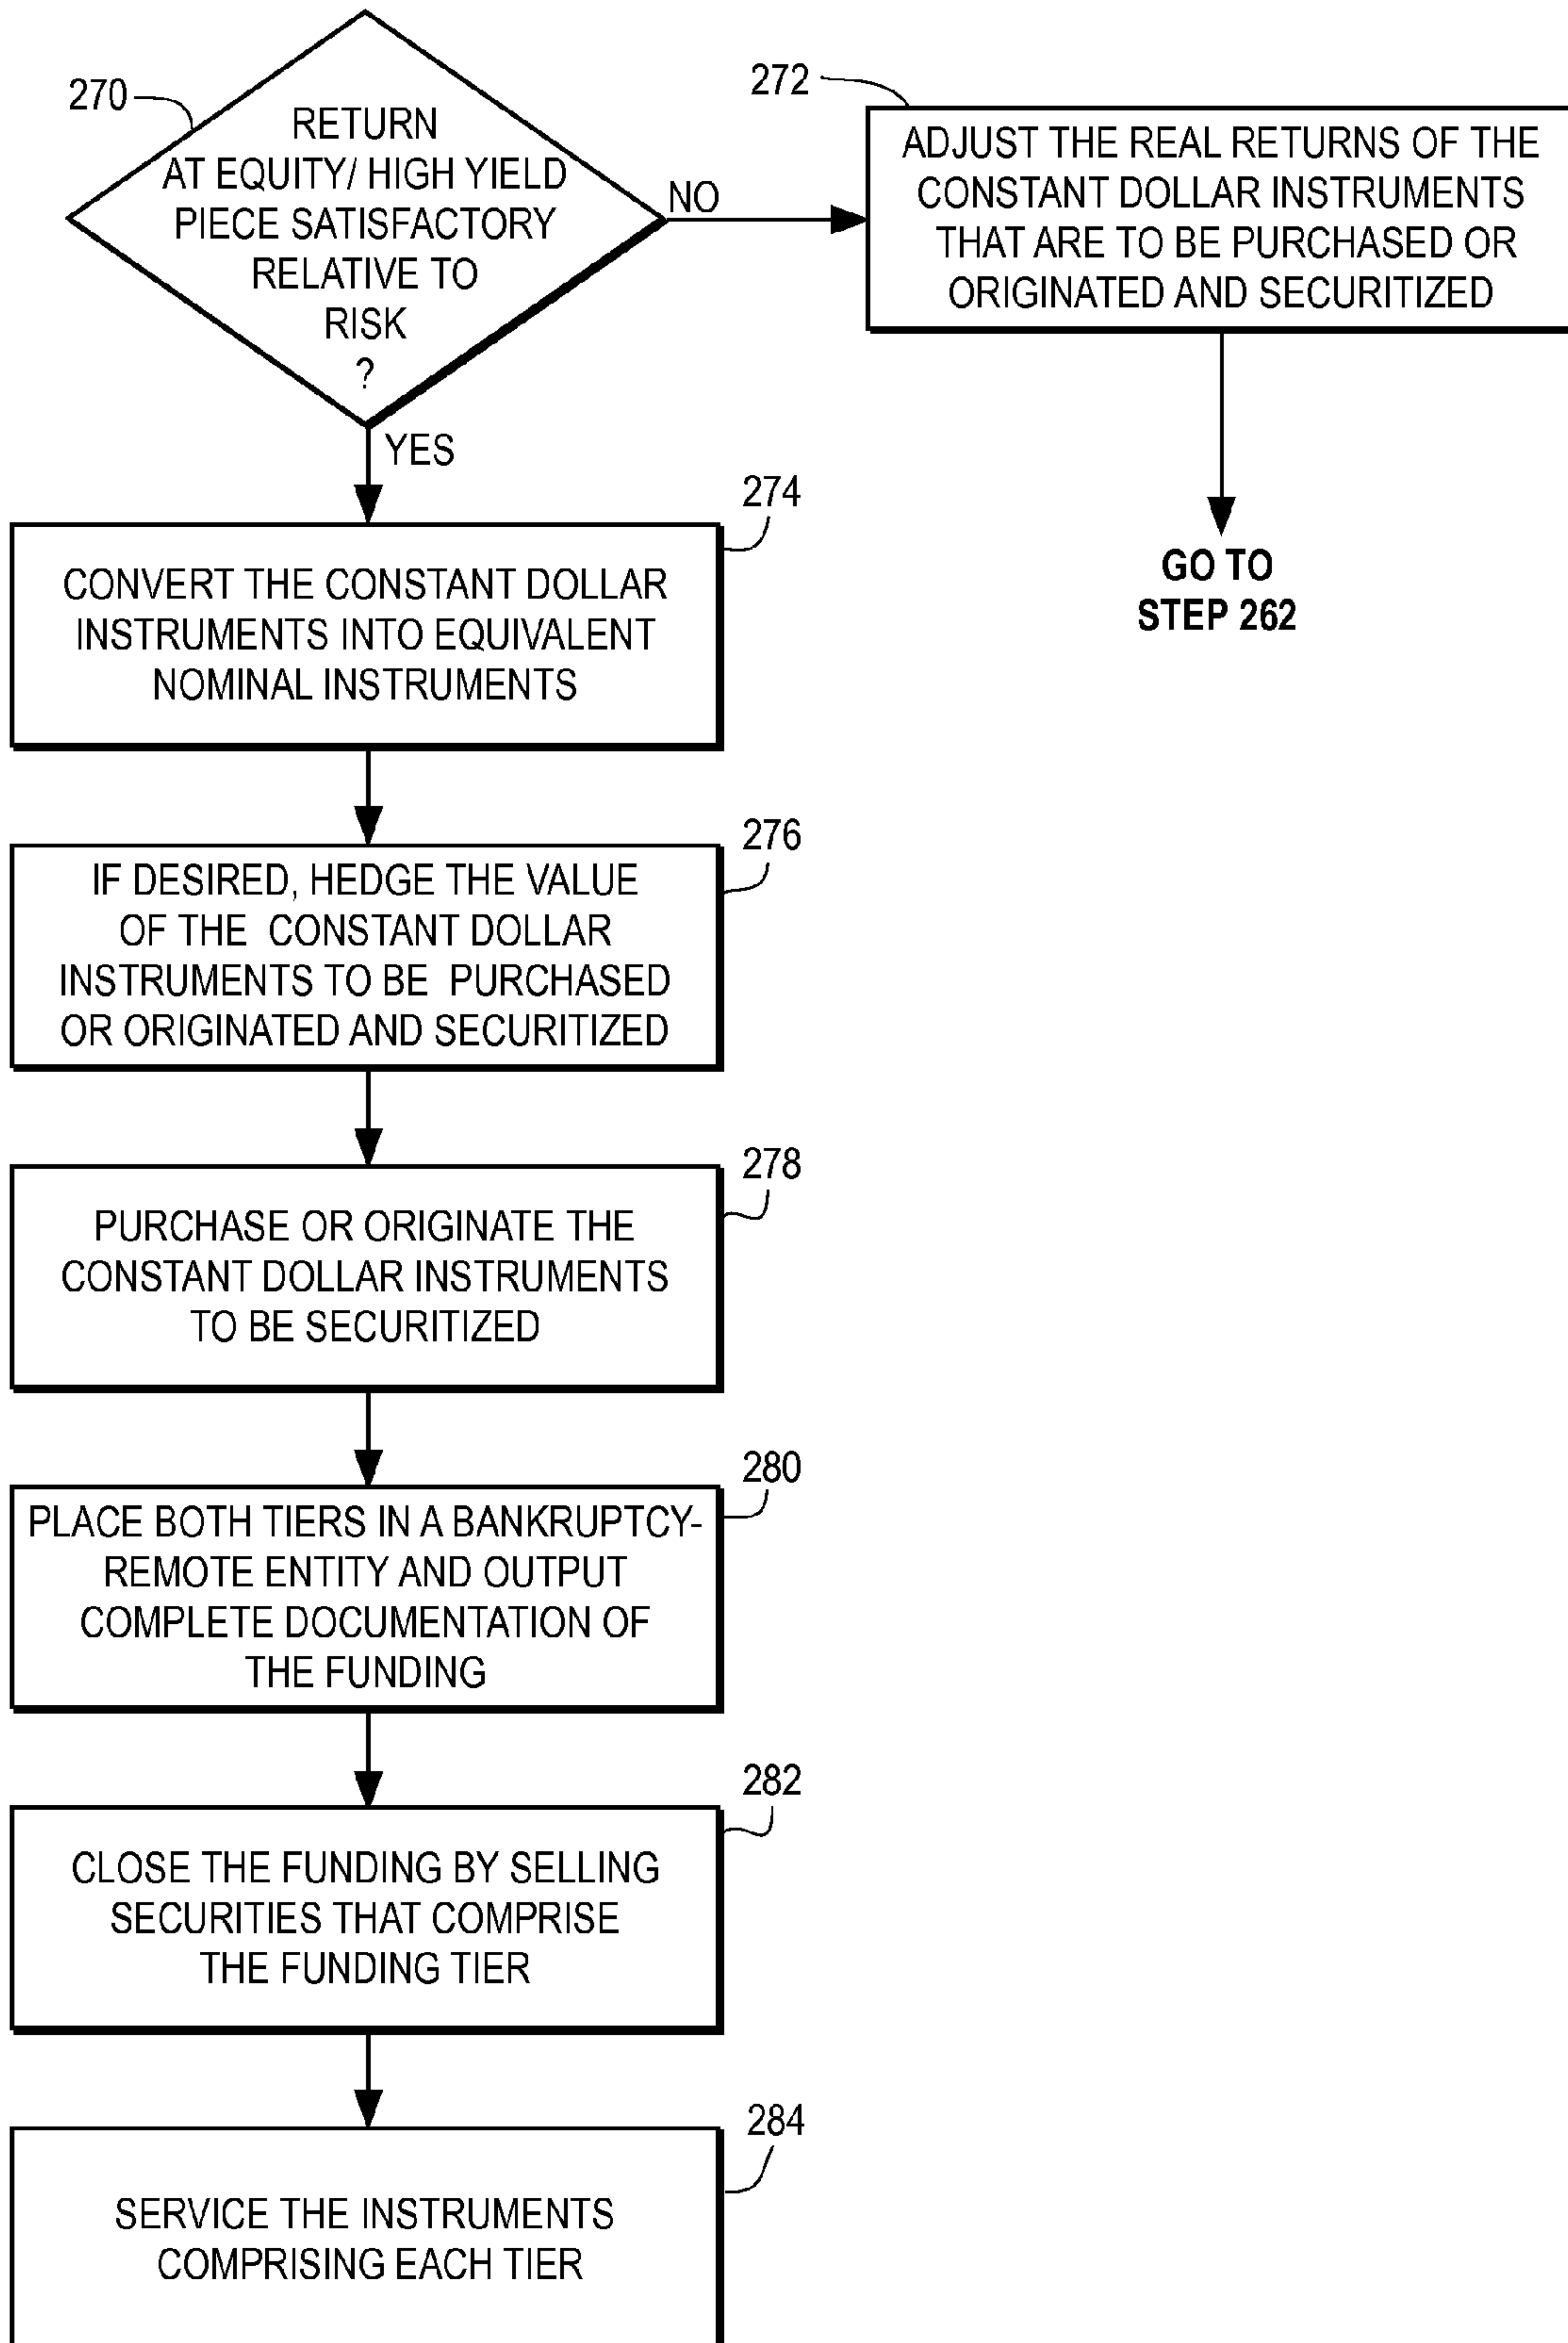 270
RETURN
AT EQUITY/ HIGH YIELD
PIECE SATISFACTORY
RELATIVE TO
RISK
?
NO
YES
272
ADJUST THE REAL RETURNS OF THE
CONSTANT DOLLAR INSTRUMENTS
THAT ARE TO BE PURCHASED OR
ORIGINATED AND SECURITIZED
GO TO
STEP 262
274
CONVERT THE CONSTANT DOLLAR
INSTRUMENTS INTO EQUIVALENT
NOMINAL INSTRUMENTS
276
IF DESIRED, HEDGE THE VALUE
OF THE CONSTANT DOLLAR
INSTRUMENTS TO BE PURCHASED
OR ORIGINATED AND SECURITIZED
278
PURCHASE OR ORIGINATE THE
CONSTANT DOLLAR INSTRUMENTS
TO BE SECURITIZED
280
PLACE BOTH TIERS IN A BANKRUPTCY-
REMOTE ENTITY AND OUTPUT
COMPLETE DOCUMENTATION OF
THE FUNDING
282
CLOSE THE FUNDING BY SELLING
SECURITIES THAT COMPRISE
THE FUNDING TIER
284
SERVICE THE INSTRUMENTS
COMPRISING EACH TIER